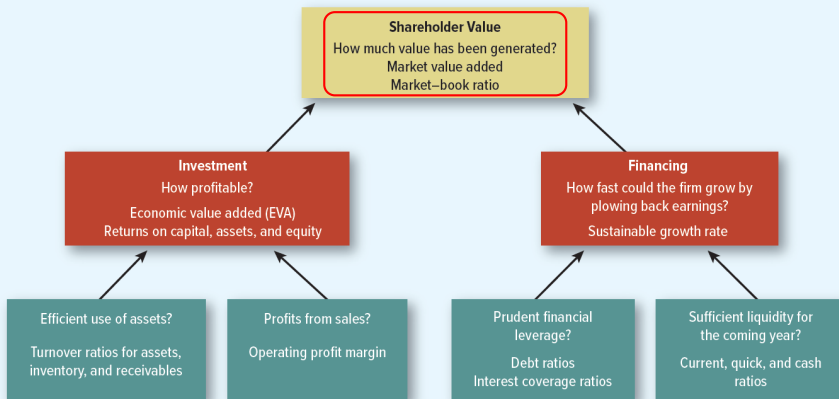 Shareholder Value
How much value has been generated?
Market value added
Market–book ratio
Investment
How profitable?
Economic value added (EVA)
Returns on capital, assets, and equity
Financing
How fast could the firm grow by
plowing back earnings?
Sustainable growth rate
Efficient use of assets?
Turnover ratios for assets,
inventory, and receivables
Profits from sales?
Operating profit margin
Prudent financial
leverage?
Debt ratios
Interest coverage ratios
Sufficient liquidity for
the coming year?
Current, quick, and cash
ratios